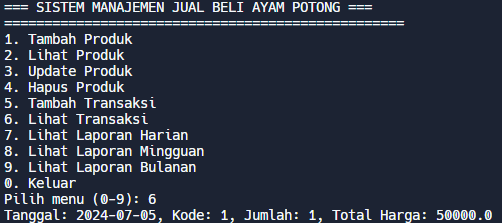 === SISTEM MANAJEMEN JUAL BELI AYAM POTONG ===
==================================================
1. Tambah Produk
2. Lihat Produk
3. Update Produk
4. Hapus Produk
5. Tambah Transaksi
6. Lihat Transaksi
7. Lihat Laporan Harian
8. Lihat Laporan Mingguan
9. Lihat Laporan Bulanan
0. Keluar
Pilih menu (0-9): 6
Tanggal: 2024-07-05, Kode: 1, Jumlah: 1, Total Harga: 50000.0